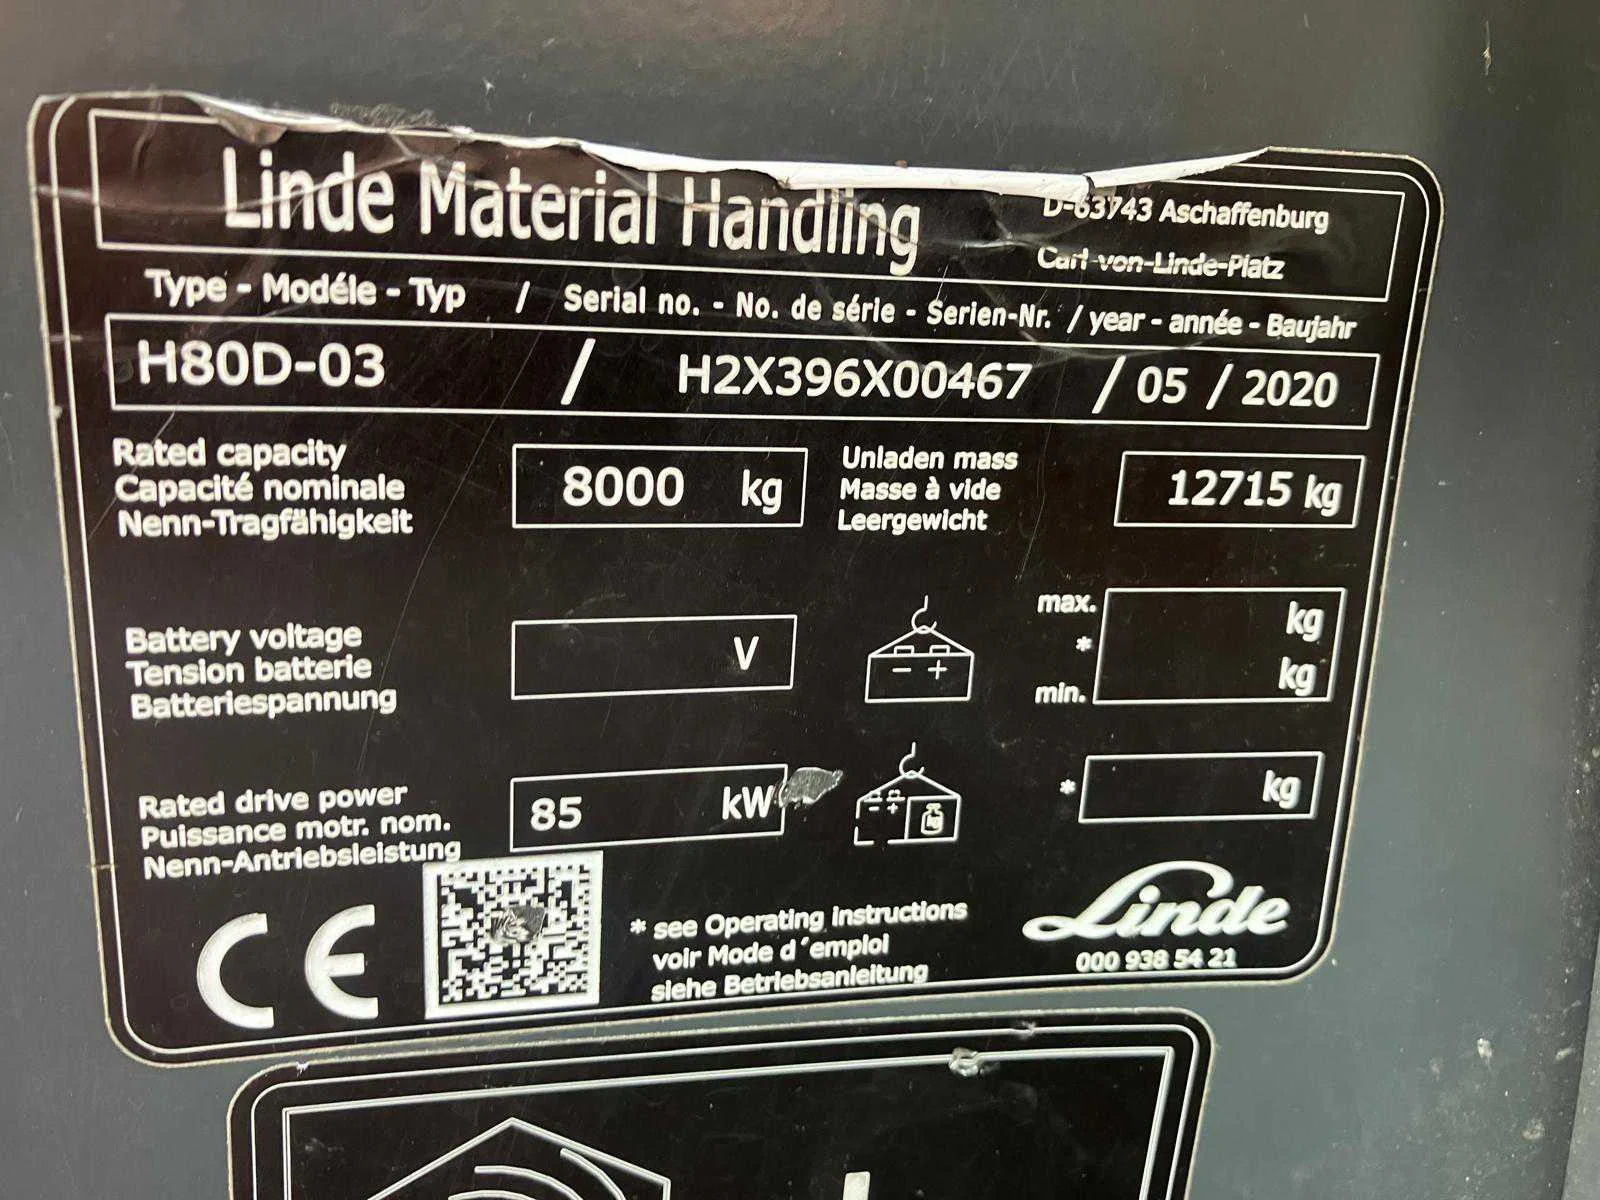 Linde Material Handling
D-63743 Aschaffenburg
Carl-von-Linde-Platz
Type - Modéle - Typ / Serial no. - No. de série - Serien-Nr. / year - année - Baujahr
H80D-03 / H2X396X00467 / 05 / 2020
Rated capacity
Capacité nominale
Nenn-Tragfähigkeit
8000 kg
Unladen mass
Masse à vide
Leergewicht
12715 kg
Battery voltage
Tension batterie
Batteriespannung
V
- +
max.
*
min.
kg
kg
Rated drive power
Puissance motr. nom.
Nenn-Antriebsleistung
85 kW
- +
kg
*
kg
CE
* see Operating instructions
voir Mode d'emploi
siehe Betriebsanleitung
Linde
000 938 54 21